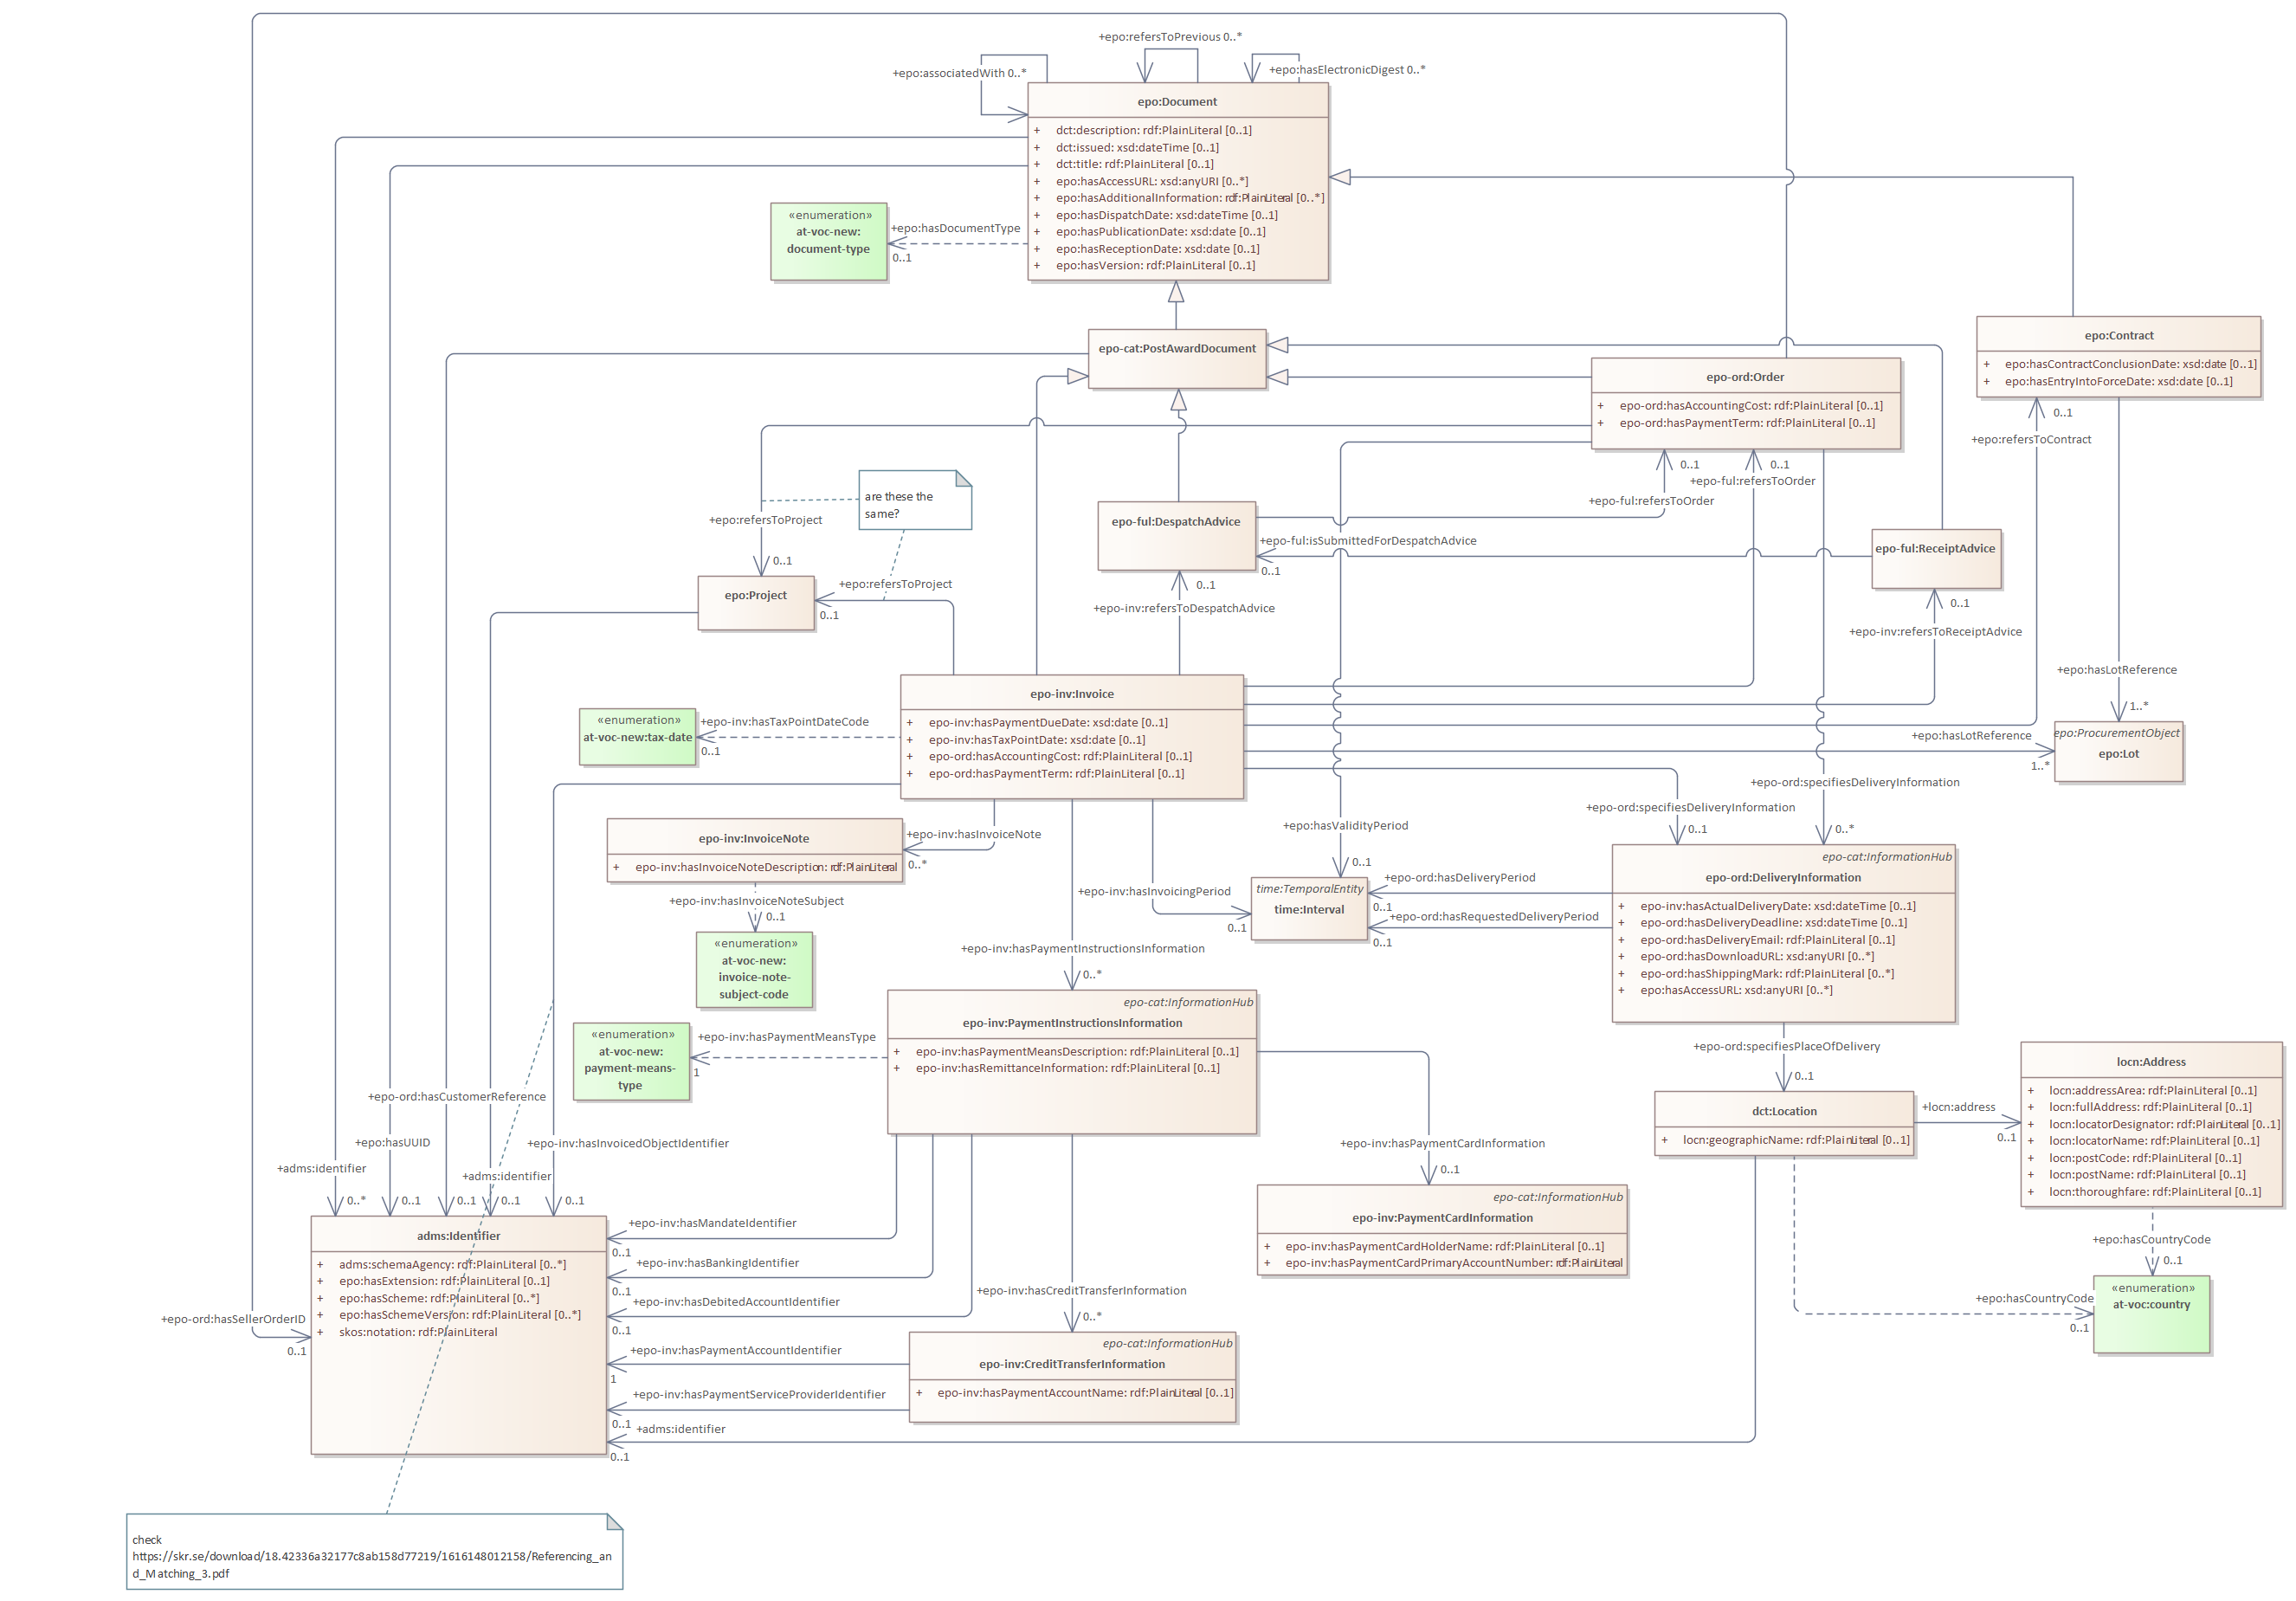 +epo:refersToPrevious 0..*
+epo:associatedWith 0..*
+epo:hasElectronicDigest 0..*
epo:Document
+ dct:description: rdf:PlainLiteral [0..1]
+ dct:issued: xsd:dateTime [0..1]
+ dct:title: rdf:PlainLiteral [0..1]
+ epo:hasAccessURL: xsd:anyURI [0..*]
+ epo:hasAdditionalInformation: rdf:PlainLiteral [0..*]
+ epo:hasDispatchDate: xsd:dateTime [0..1]
+ epo:hasPublicationDate: xsd:date [0..1]
+ epo:hasReceptionDate: xsd:date [0..1]
+ epo:hasVersion: rdf:PlainLiteral [0..1]
«enumeration»
at-voc-new:
document-type
+epo:hasDocumentType
0..1
epo-cat:PostAwardDocument
epo-ord:Order
+ epo-ord:hasAccountingCost: rdf:PlainLiteral [0..1]
+ epo-ord:hasPaymentTerm: rdf:PlainLiteral [0..1]
epo:Contract
+ epo:hasContractConclusionDate: xsd:date [0..1]
+ epo:hasEntryIntoForceDate: xsd:date [0..1]
0..1
+epo:refersToContract
0..1
+epo-ful:refersToOrder
0..1
+epo-ful:refersToOrder
are these the
same?
+epo:refersToProject
0..1
epo:Project
+epo:refersToProject
0..1
epo-ful:DespatchAdvice
+epo-ful:isSubmittedForDespatchAdvice
0..1
epo-ful:ReceiptAdvice
0..1
+epo-inv:refersToDespatchAdvice
0..1
+epo-inv:refersToReceiptAdvice
+epo:hasLotReference
1..*
epo-inv:Invoice
+ epo-inv:hasPaymentDueDate: xsd:date [0..1]
+ epo-inv:hasTaxPointDate: xsd:date [0..1]
+ epo-ord:hasAccountingCost: rdf:PlainLiteral [0..1]
+ epo-ord:hasPaymentTerm: rdf:PlainLiteral [0..1]
«enumeration»
at-voc-new:tax-date
+epo-inv:hasTaxPointDateCode
0..1
+epo:hasLotReference
1..*
epo:ProcurementObject
epo:Lot
+epo-ord:specifiesDeliveryInformation
0..*
+epo-ord:specifiesDeliveryInformation
0..1
+epo:hasValidityPeriod
0..1
epo-inv:InvoiceNote
+ epo-inv:hasInvoiceNoteDescription: rdf:PlainLiteral
+epo-inv:hasInvoiceNote
0..*
+epo-inv:hasInvoiceNoteSubject
0..1
«enumeration»
at-voc-new:
invoice-note-
subject-code
+epo-inv:hasInvoicingPeriod
0..1
time:TemporalEntity
time:Interval
+epo-ord:hasDeliveryPeriod
0..1
+epo-ord:hasRequestedDeliveryPeriod
0..1
epo-cat:InformationHub
epo-ord:DeliveryInformation
+ epo-inv:hasActualDeliveryDate: xsd:dateTime [0..1]
+ epo-ord:hasDeliveryDeadline: xsd:dateTime [0..1]
+ epo-ord:hasDeliveryEmail: rdf:PlainLiteral [0..1]
+ epo-ord:hasDownloadURL: xsd:anyURI [0..*]
+ epo-ord:hasShippingMark: rdf:PlainLiteral [0..*]
+ epo:hasAccessURL: xsd:anyURI [0..*]
+epo-inv:hasPaymentInstructionsInformation
0..*
epo-cat:InformationHub
epo-inv:PaymentInstructionsInformation
+ epo-inv:hasPaymentMeansDescription: rdf:PlainLiteral [0..1]
+ epo-inv:hasRemittanceInformation: rdf:PlainLiteral [0..1]
«enumeration»
at-voc-new:
payment-means-
type
+epo-inv:hasPaymentMeansType
1
+epo-ord:specifiesPlaceOfDelivery
0..1
dct:Location
+ locn:geographicName: rdf:PlainLiteral [0..1]
+locn:address
0..1
locn:Address
+ locn:addressArea: rdf:PlainLiteral [0..1]
+ locn:fullAddress: rdf:PlainLiteral [0..1]
+ locn:locatorDesignator: rdf:PlainLiteral [0..1]
+ locn:locatorName: rdf:PlainLiteral [0..1]
+ locn:postCode: rdf:PlainLiteral [0..1]
+ locn:postName: rdf:PlainLiteral [0..1]
+ locn:thoroughfare: rdf:PlainLiteral [0..1]
+epo-ord:hasCustomerReference
+epo:hasUUID
+epo-inv:hasInvoicedObjectIdentifier
+adms:identifier
+adms:identifier
0..*
0..1
0..1
0..1
0..1
+epo-inv:hasPaymentCardInformation
0..1
epo-cat:InformationHub
epo-inv:PaymentCardInformation
+ epo-inv:hasPaymentCardHolderName: rdf:PlainLiteral [0..1]
+ epo-inv:hasPaymentCardPrimaryAccountNumber: rdf:PlainLiteral
adms:Identifier
+ adms:schemaAgency: rdf:PlainLiteral [0..*]
+ epo:hasExtension: rdf:PlainLiteral [0..1]
+ epo:hasScheme: rdf:PlainLiteral [0..*]
+ epo:hasSchemeVersion: rdf:PlainLiteral [0..*]
+ skos:notation: rdf:PlainLiteral
+epo-ord:hasSellerOrderID
0..1
+epo-inv:hasMandateIdentifier
0..1
+epo-inv:hasBankingIdentifier
0..1
+epo-inv:hasDebitedAccountIdentifier
0..1
+epo-inv:hasPaymentAccountIdentifier
1
+epo-inv:hasPaymentServiceProviderIdentifier
0..1
+adms:identifier
0..1
+epo-inv:hasCreditTransferInformation
0..*
epo-cat:InformationHub
epo-inv:CreditTransferInformation
+ epo-inv:hasPaymentAccountName: rdf:PlainLiteral [0..1]
+epo:hasCountryCode
0..1
+epo:hasCountryCode
0..1
«enumeration»
at-voc:country
check
https://skr.se/download/18.42336a32177c8ab158d77219/1616148012158/Referencing_an
d_Matching_3.pdf